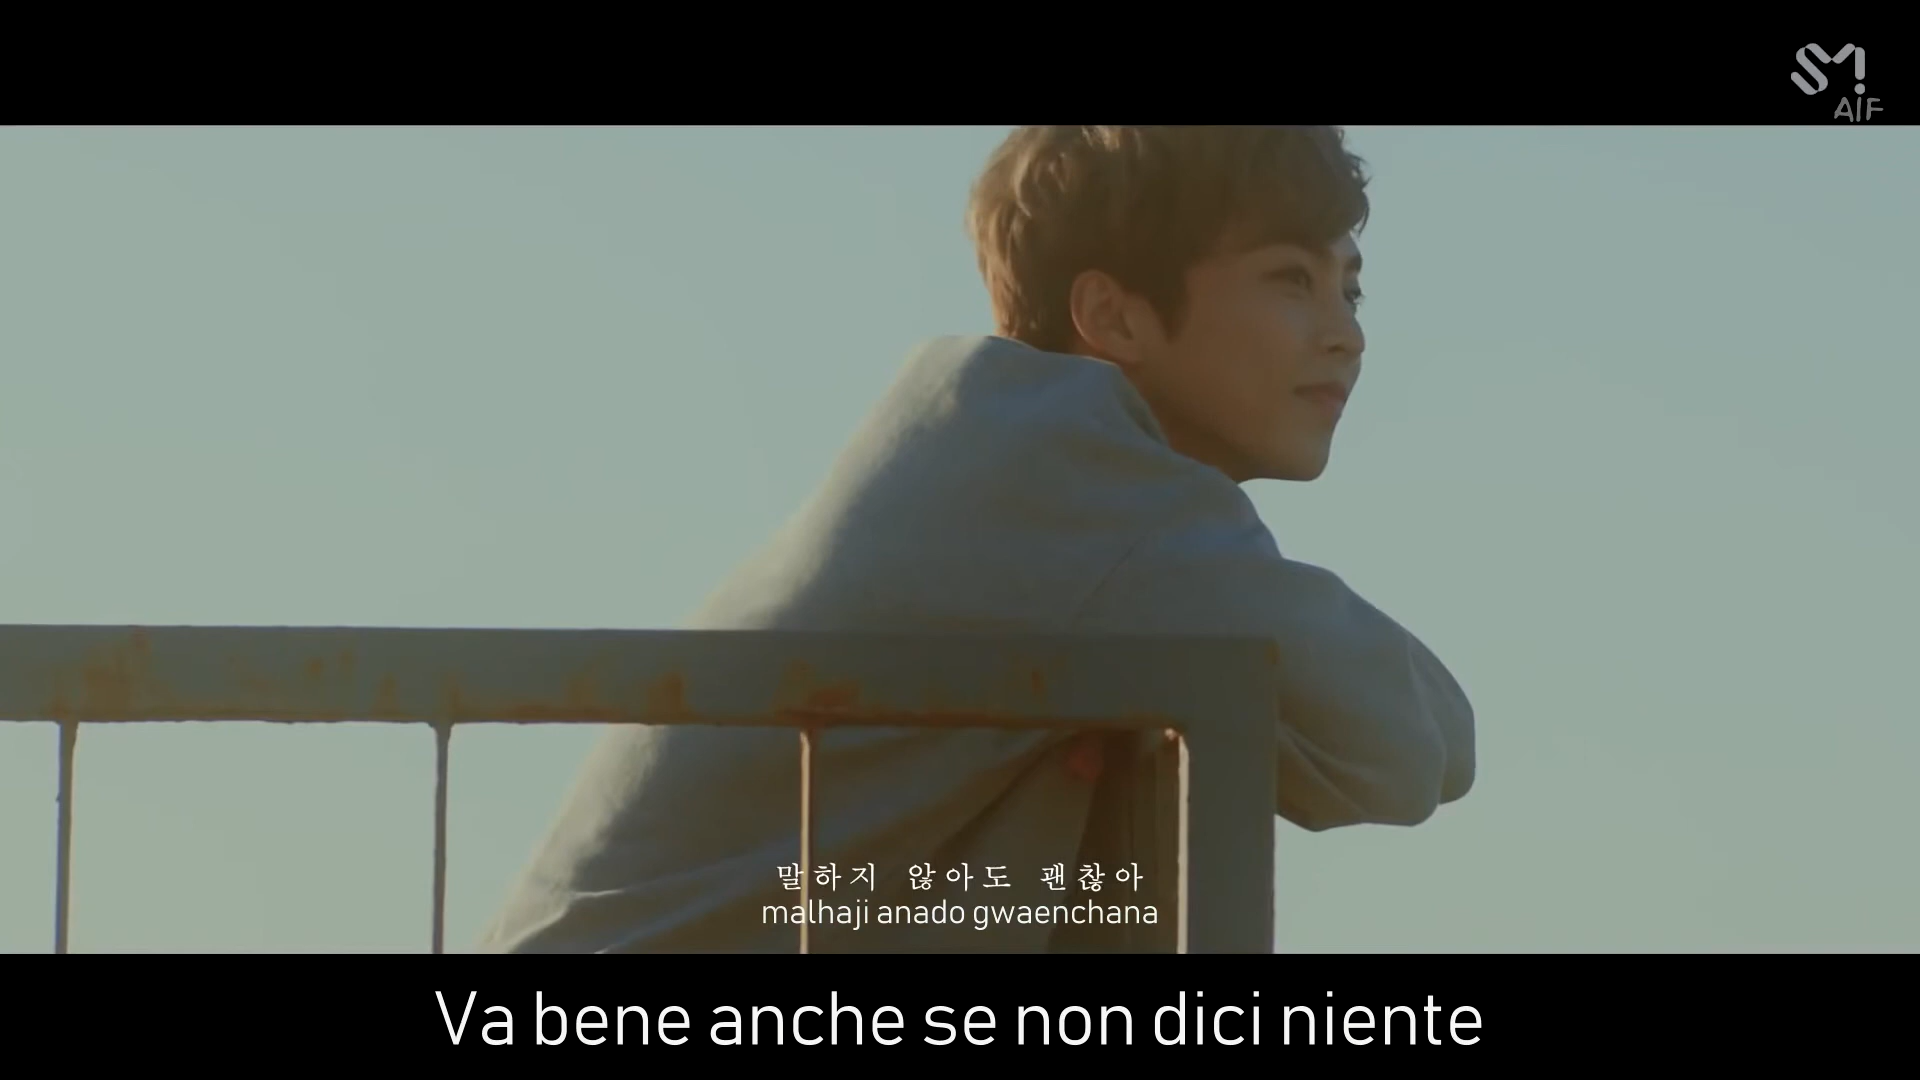 SM
AIF
말하지 않아도 괜찮아
malhaji anado gwaenchana
Va bene anche se non dici niente